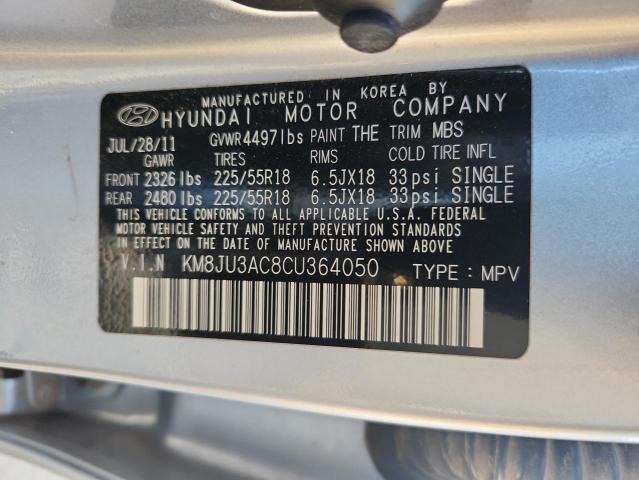 MANUFACTURED IN KOREA BY
HYUNDAI MOTOR COMPANY
JUL/28/11 GVWR 4497lbs PAINT THE TRIM MBS
GAWR TIRES RIMS COLD TIRE INFL
FRONT 2326lbs 225/55R18 6.5JX18 33psi SINGLE
REAR 2480lbs 225/55R18 6.5JX18 33psi SINGLE
THIS VEHICLE CONFORMS TO ALL APPLICABLE U.S.A. FEDERAL
MOTOR VEHICLE SAFETY AND THEFT PREVENTION STANDARDS
IN EFFECT ON THE DATE OF MANUFACTURE SHOWN ABOVE.
V.I.N KM8JU3AC8CU364050 TYPE : MPV